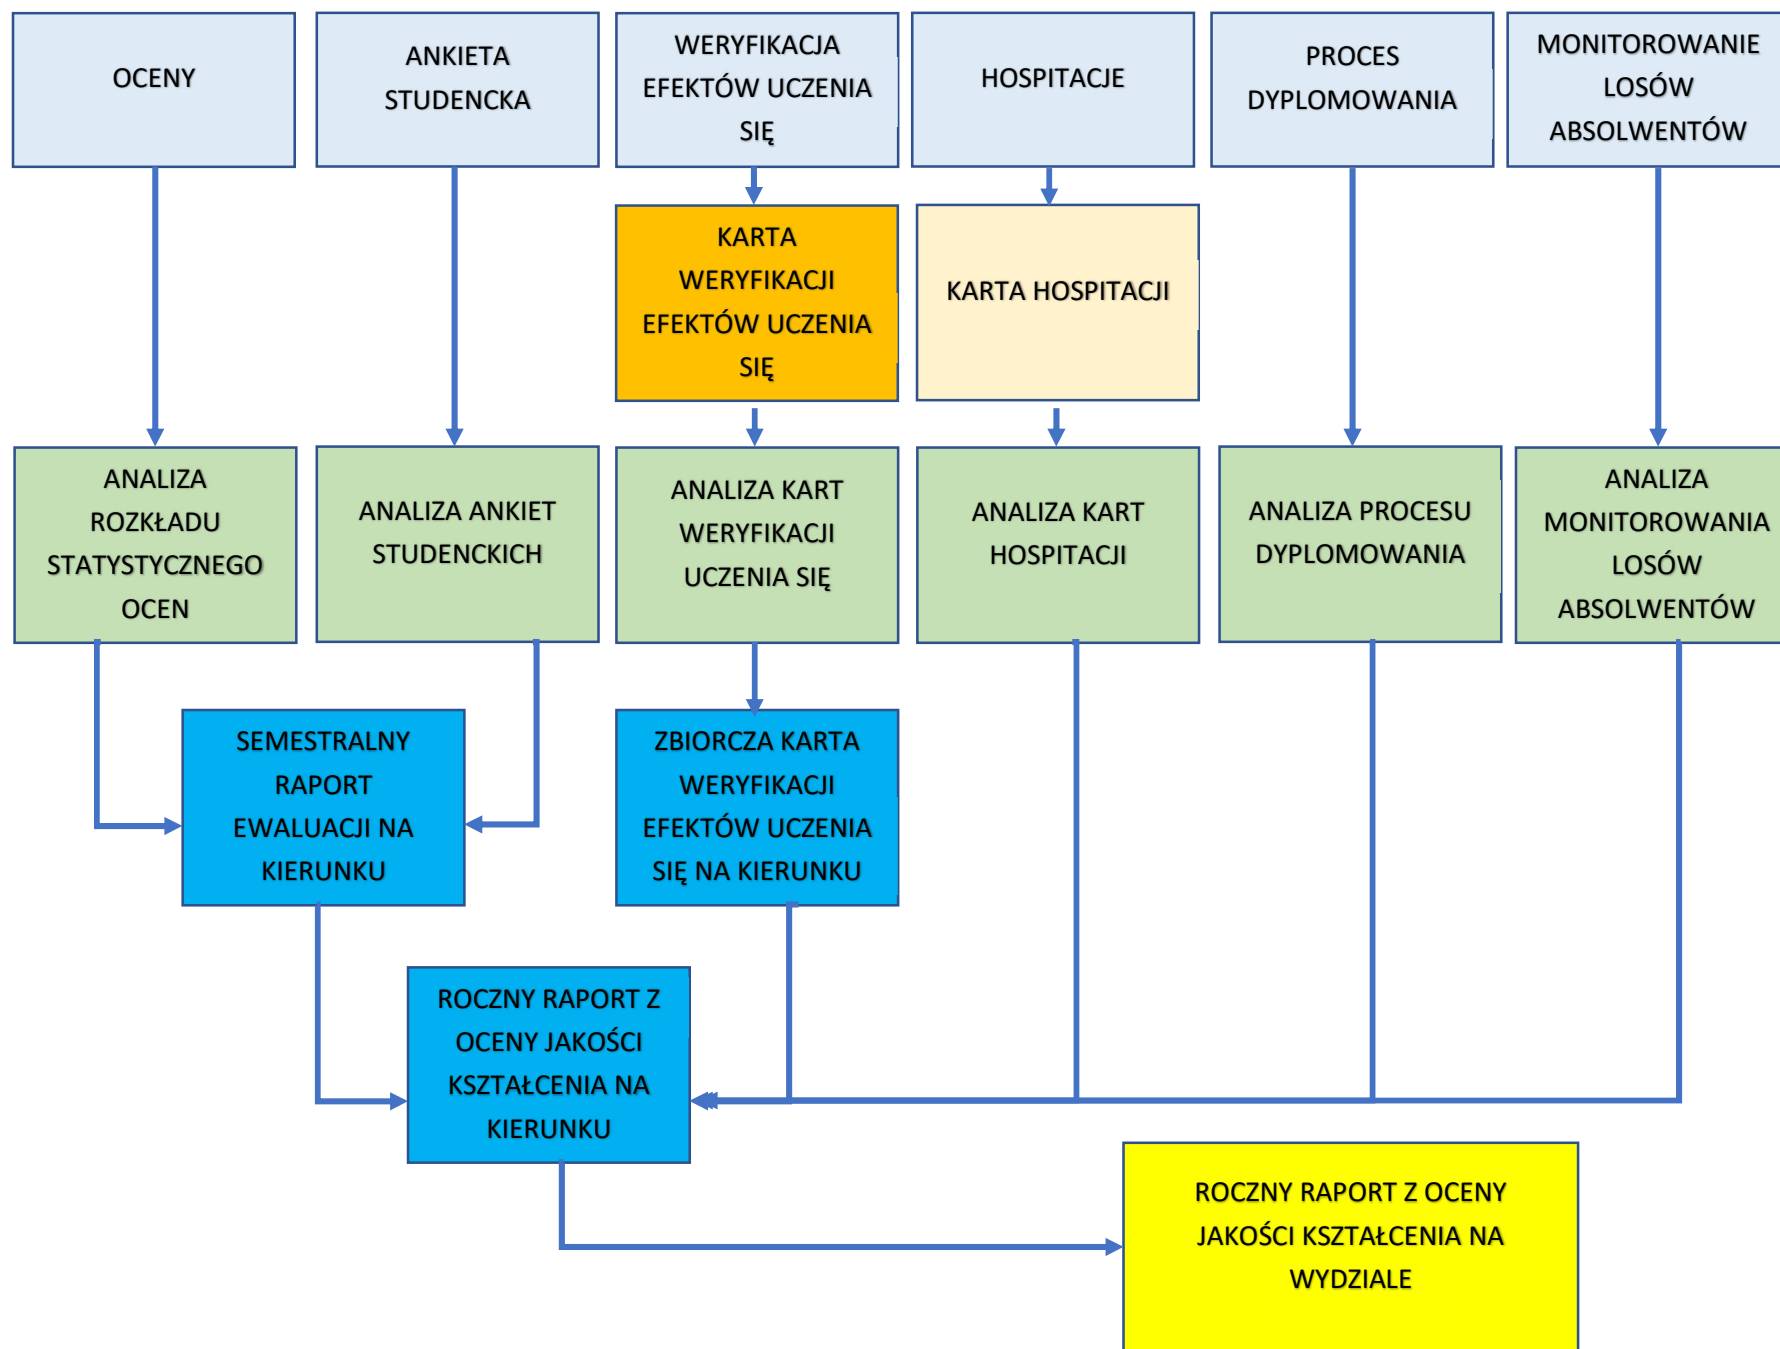 OCENY
ANKIETA
STUDENCKA
WERYFIKACJA
EFEKTÓW UCZENIA
SIĘ
HOSPITACJE
PROCES
DYPLOMOWANIA
MONITOROWANIE
LOSÓW
ABSOLWENTÓW
KARTA
WERYFIKACJI
EFEKTÓW UCZENIA
SIĘ
KARTA HOSPITACJI
ANALIZA
ROZKŁADU
STATYSTYCZNEGO
OCEN
ANALIZA ANKIET
STUDENCKICH
ANALIZA KART
WERYFIKACJI
UCZENIA SIĘ
ANALIZA KART
HOSPITACJI
ANALIZA PROCESU
DYPLOMOWANIA
ANALIZA
MONITOROWANIA
LOSÓW
ABSOLWENTÓW
SEMESTRALNY
RAPORT
EWALUACJI NA
KIERUNKU
ZBIORCZA KARTA
WERYFIKACJI
EFEKTÓW UCZENIA
SIĘ NA KIERUNKU
ROCZNY RAPORT Z
OCENY JAKOŚCI
KSZTAŁCENIA NA
KIERUNKU
ROCZNY RAPORT Z OCENY
JAKOŚCI KSZTAŁCENIA NA
WYDZIALE